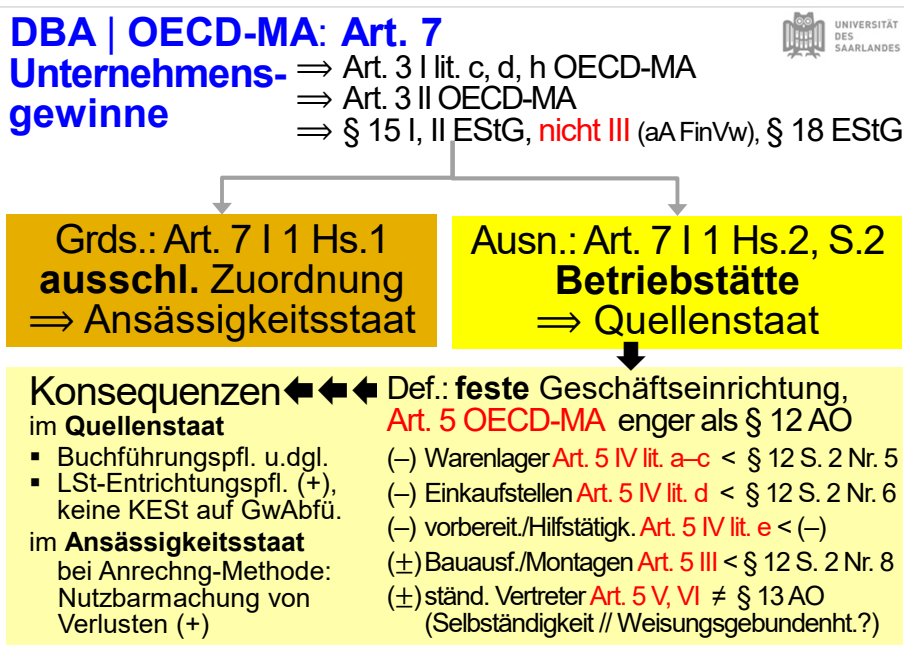 DBA | OECD-MA: Art. 7
Unternehmens-
gewinne
⟹ Art. 3 I lit. c, d, h OECD-MA
⟹ Art. 3 II OECD-MA
⟹ § 15 I, II EStG, nicht III (aA FinVw), § 18 EStG
UNIVERSITÄT
DES
SAARLANDES
Grds.: Art. 7 I 1 Hs.1
ausschl. Zuordnung
⟹ Ansässigkeitsstaat
Ausn.: Art. 7 I 1 Hs.2, S.2
Betriebstätte
⟹ Quellenstaat
Konsequenzen
im Quellenstaat
▪ Buchführungspfl. u.dgl.
▪ LSt-Entrichtungspfl. (+),
keine KESt auf GwAbfü.
im Ansässigkeitsstaat
bei Anrechng-Methode:
Nutzbarmachung von
Verlusten (+)
Def.: feste Geschäftseinrichtung,
Art. 5 OECD-MA enger als § 12 AO
(–) Warenlager Art. 5 IV lit. a–c < § 12 S. 2 Nr. 5
(–) Einkaufstellen Art. 5 IV lit. d < § 12 S. 2 Nr. 6
(–) vorbereit./Hilfstätigk. Art. 5 IV lit. e < (–)
(±) Bauausf./Montagen Art. 5 III < § 12 S. 2 Nr. 8
(±) ständ. Vertreter Art. 5 V, VI ≠ § 13 AO
(Selbständigkeit // Weisungsgebundenht.?)